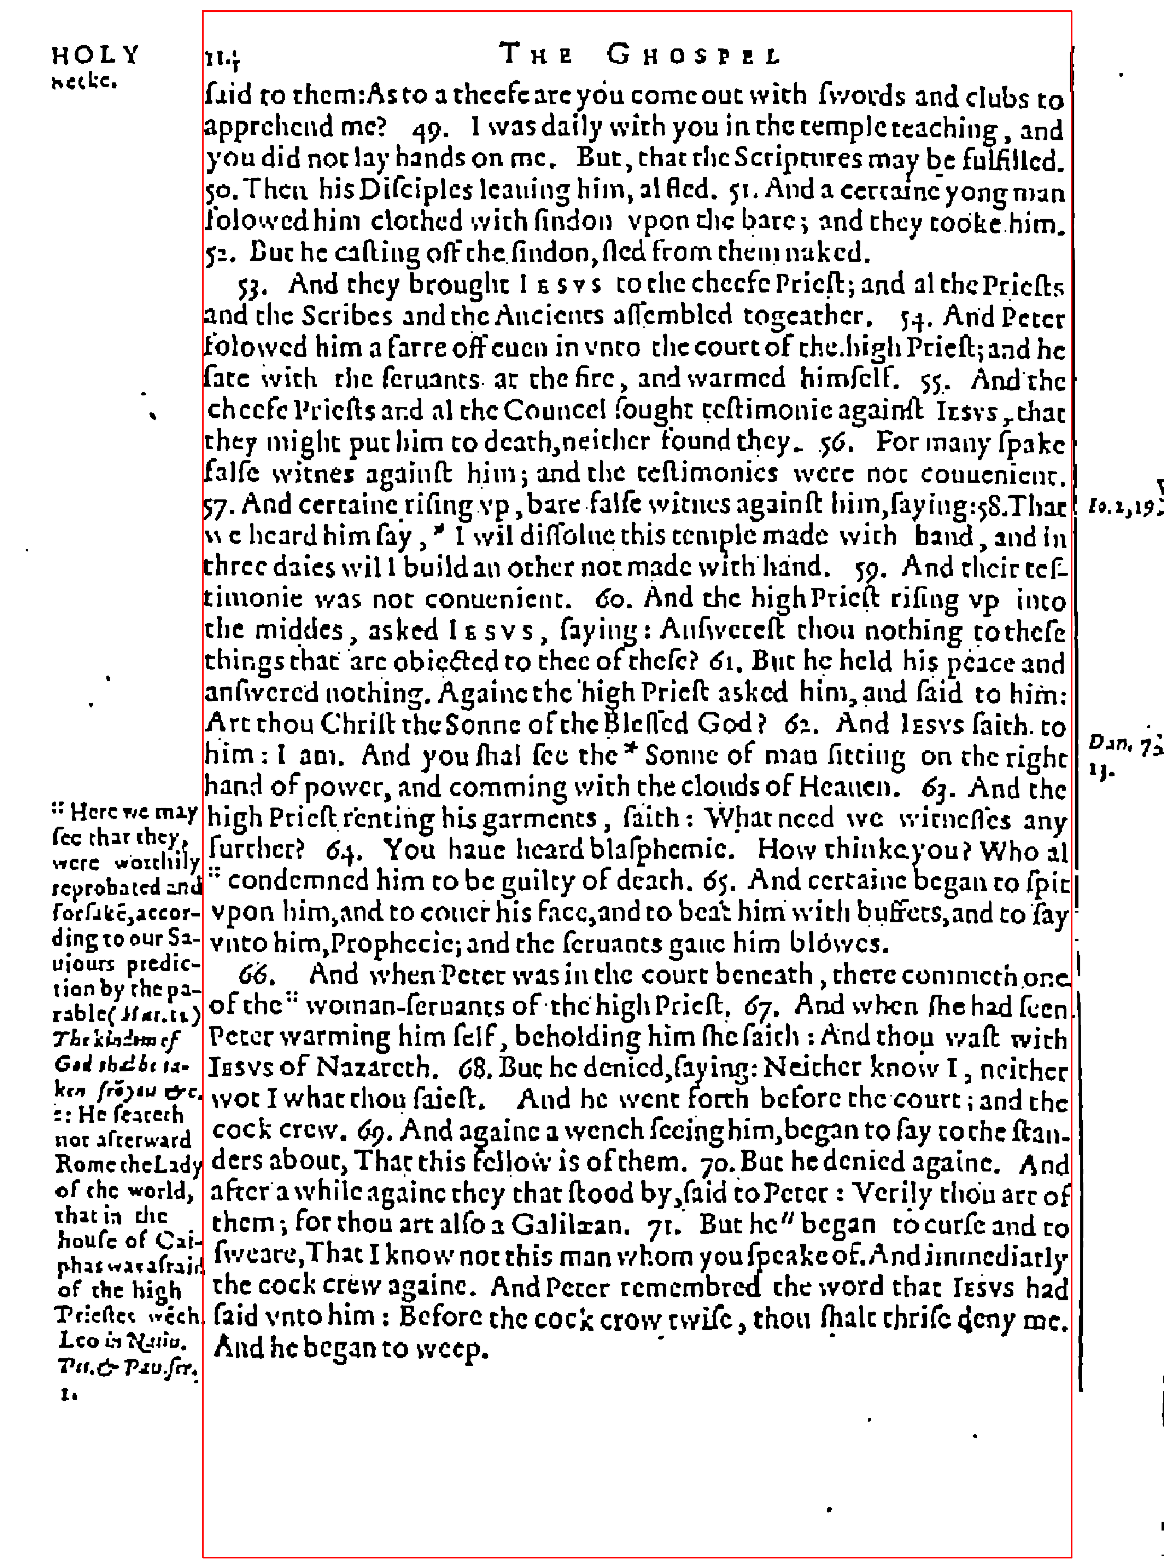 HOLY
weeke.
114
THE GHOSPEL
ſaid to them: As to a theefe are you come out with ſwords and clubs to
apprehend me? 49. I was daily with you in the temple teaching, and
you did not lay hands on me. But, that the Scriptures may be fulfilled.
50. Then his Diſciples leauing him, al fled. 51. And a certaine yong man
folowed him clothed with ſindon vpon the bare; and they tooke him.
52. But he caſting off the ſindon, fled from them naked.
53. And they brought IESVS to the cheefe Prieſt; and al the Prieſts
and the Scribes and the Ancients aſſembled togeather. 54. And Peter
folowed him a farre off euen in vnto the court of the high Prieſt; and he
ſate with the ſeruants at the fire, and warmed himſelf. 55. And the
cheefe Prieſts and al the Councel ſought teſtimonie againſt IESVS, that
they might put him to death, neither found they. 56. For many ſpake
falſe witnes againſt him; and the teſtimonies were not conuenient.
57. And certaine riſing vp, bare falſe witnes againſt him, ſaying: 58. That
we heard him ſay, * I wil diſſolue this temple made with hand, and in
three daies wil I build an other not made with hand. 59. And their teſ-
timonie was not conuenient. 60. And the high Prieſt riſing vp into
the middes, asked IESVS, ſaying: Anſwereſt thou nothing to theſe
things that are obiected to thee of theſe? 61. But he held his peace and
anſwered nothing. Againe the high Prieſt asked him, and ſaid to him:
Art thou Chriſt the Sonne of the Bleſſed God? 62. And IESVS ſaith to
him: I am. And you ſhal ſee the * Sonne of man ſitting on the right
hand of power, and comming with the clouds of Heauen. 63. And the
high Prieſt renting his garments, ſaith: What need we witneſſes any
further? 64. You haue heard blaſphemie. How thinke you? Who al
:: condemned him to be guilty of death. 65. And certaine began to ſpit
vpon him, and to couer his face, and to beat him with buffets, and to ſay
vnto him, Prophecie; and the ſeruants gaue him blowes.
66. And when Peter was in the court beneath, there commeth one
of the :: woman-ſeruants of the high Prieſt. 67. And when ſhe had ſeen
Peter warming him ſelf, beholding him ſhe ſaith: And thou waſt with
IESVS of Nazareth. 68. But he denied, ſaying: Neither know I, neither
wot I what thou ſaieſt. And he went forth before the court; and the
cock crew. 69. And againe a wench ſeeing him, began to ſay to the ſtan-
ders about, That this fellow is of them. 70. But he denied againe. And
after a while againe they that ſtood by, ſaid to Peter: Verily thou art of
them; for thou art alſo a Galilæan. 71. But he " began to curſe and to
ſweare, That I know not this man whom you ſpeake of. And immediatly
the cock crew againe. And Peter remembred the word that IESVS had
ſaid vnto him: Before the cock crow twiſe, thou ſhalt thriſe deny me.
And he began to weep.
Io. 2, 19.
Dan. 7,
13.
:: Here we may
ſee that they
were worthily
reprobated and
forſakē, accor-
ding to our Sa-
uiours predic-
tion by the pa-
rable (Mar. 12.)
The kindom of
God shal be ta-
ken frō you &c.
:: He feareth
not afterward
Rome the Lady
of the world,
that in the
houſe of Cai-
phas was afraid
of the high
Prieſtes wēch.
Leo in Natiu.
Pet. & Pau. ſer.
1.